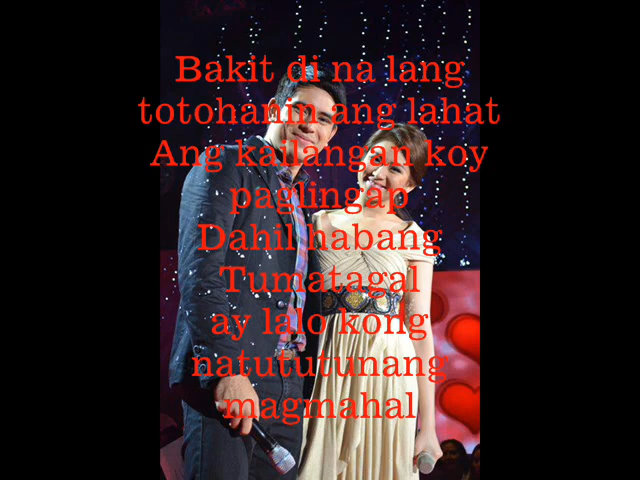 Bakit di na lang
totohanin ang lahat
Ang kailangan koy
paglingap
Dahil habang
Tumatagal
ay lalo kong
natututunang
magmahal